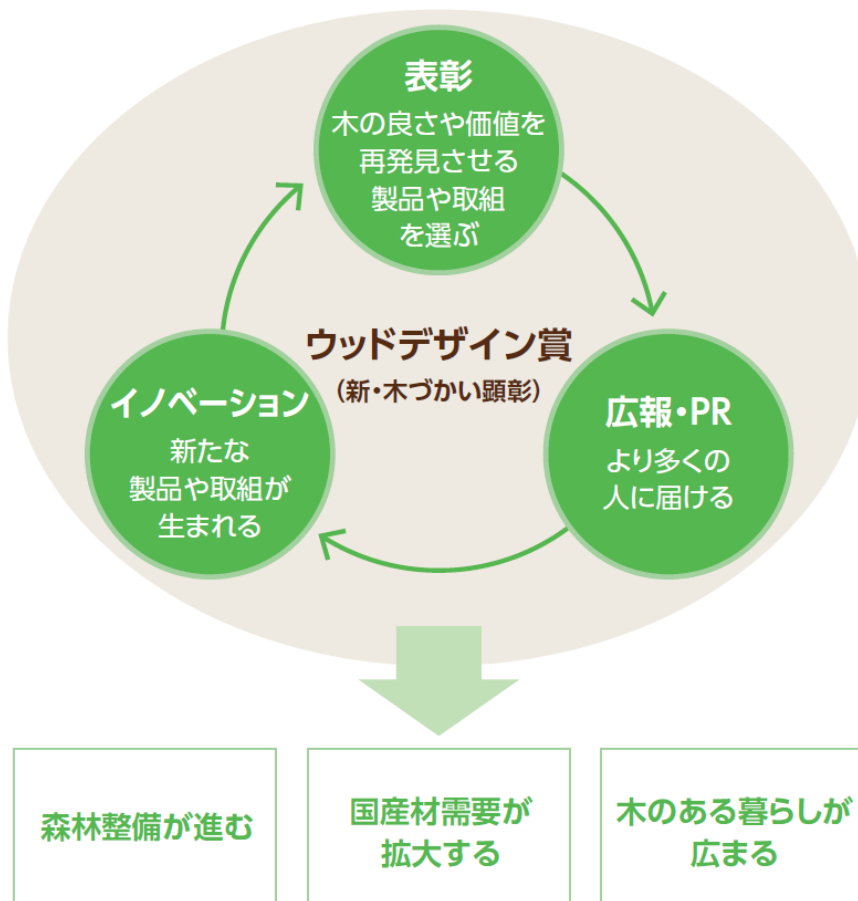 表彰
木の良さや価値を
再発見させる
製品や取組
を選ぶ
ウッドデザイン賞
(新・木づかい顕彰)
イノベーション
新たな
製品や取組が
生まれる
広報・PR
より多くの
人に届ける
森林整備が進む
国産材需要が
拡大する
木のある暮らしが
広まる